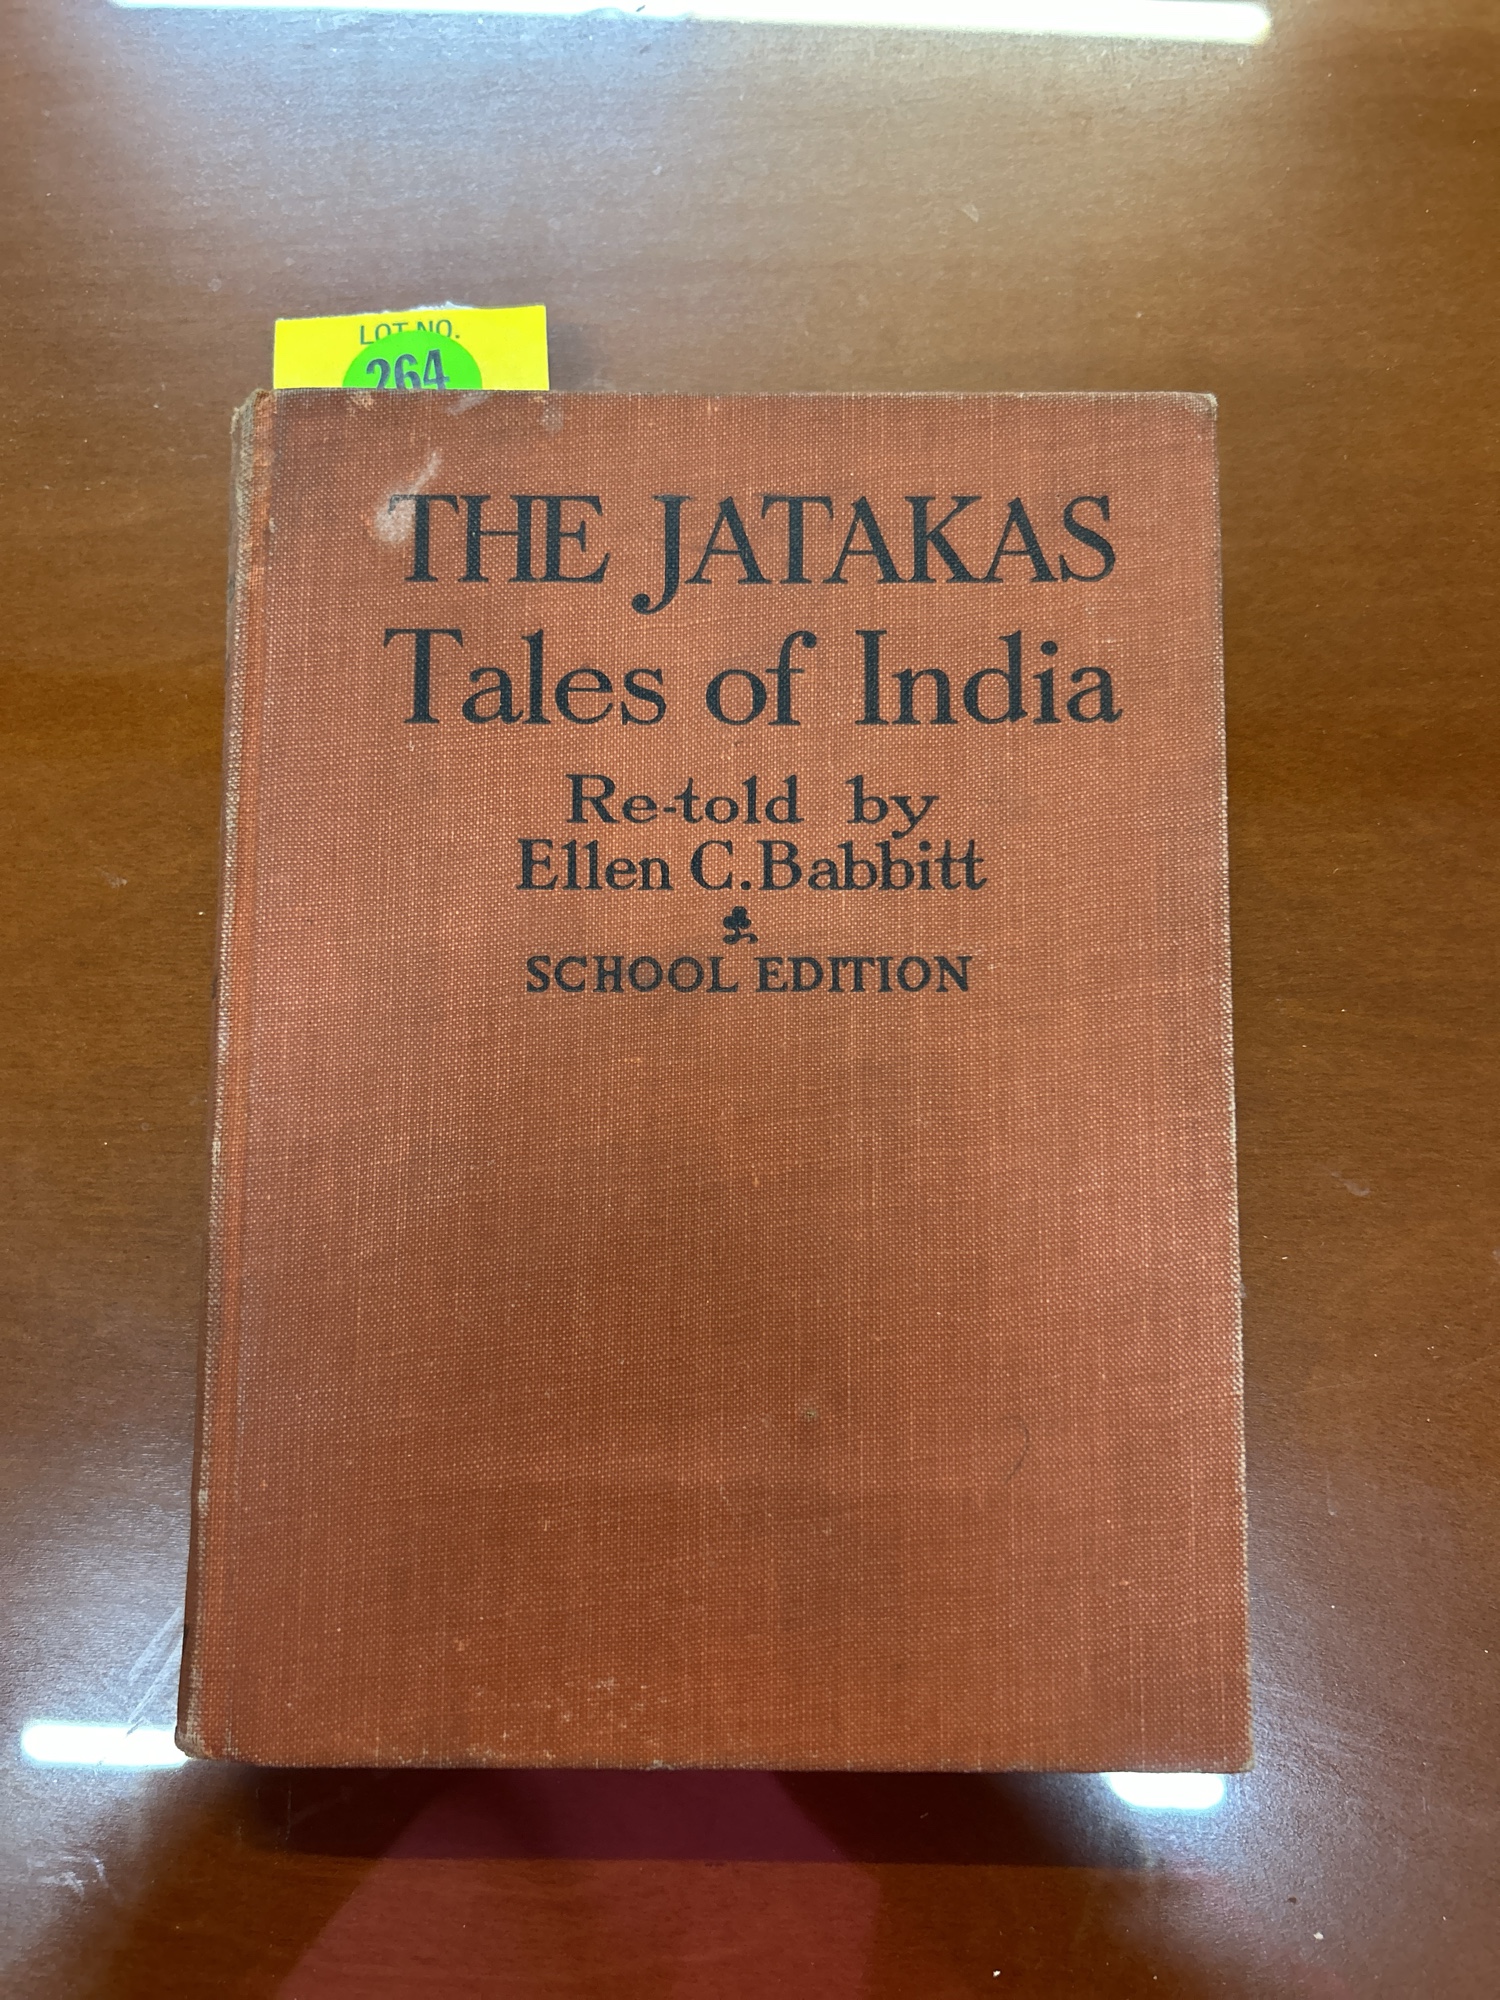 LOT NO.
264
THE JATAKAS
Tales of India
Re-told by
Ellen C. Babbitt
SCHOOL EDITION